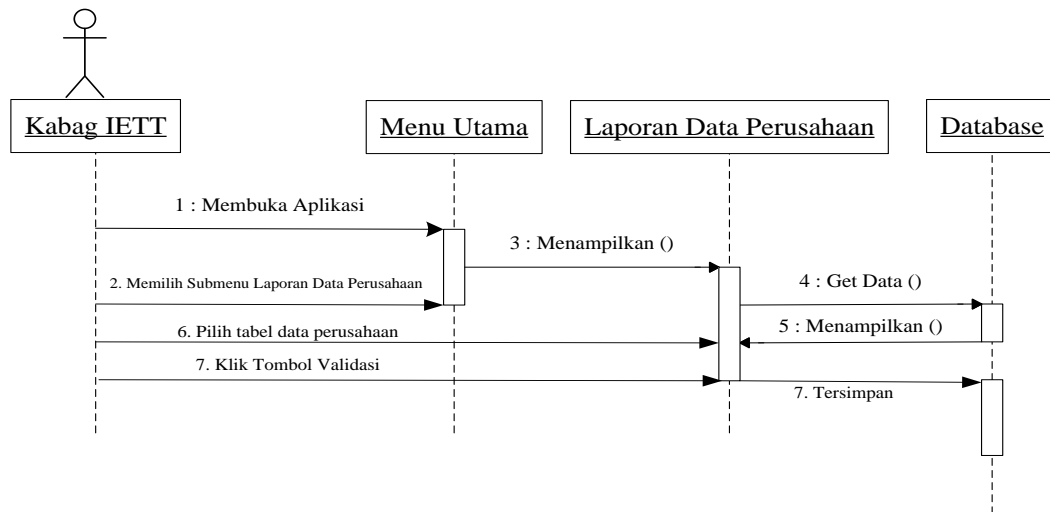 Kabag IETT
Menu Utama
Laporan Data Perusahaan
Database
1 : Membuka Aplikasi
3 : Menampilkan ()
2. Memilih Submenu Laporan Data Perusahaan
4 : Get Data ()
6. Pilih tabel data perusahaan
5 : Menampilkan ()
7. Klik Tombol Validasi
7. Tersimpan